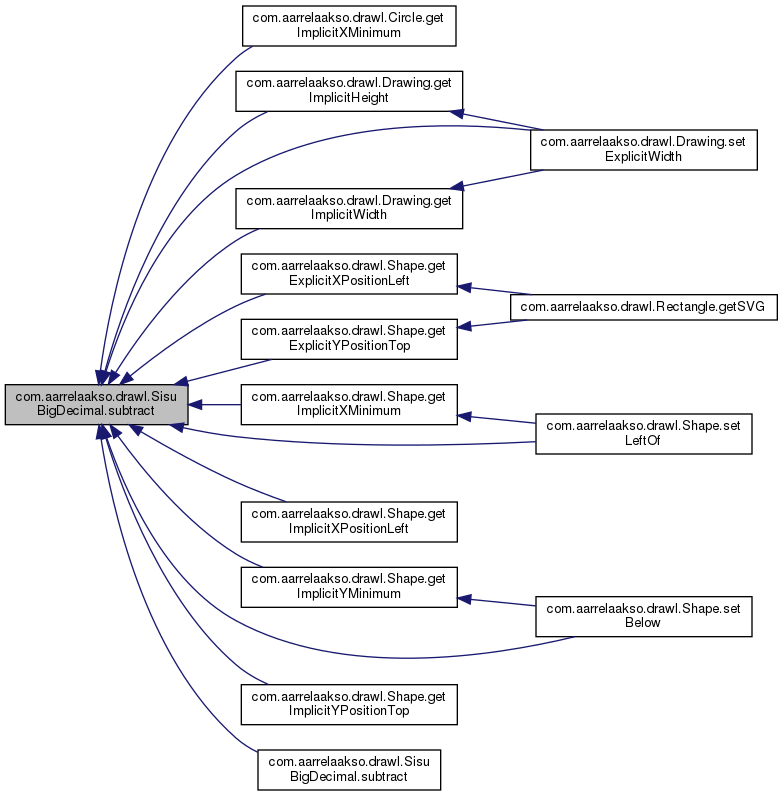 com.aarrelaakso.drawl.Circle.get
ImplicitXMinimum
com.aarrelaakso.drawl.Drawing.get
ImplicitHeight
com.aarrelaakso.drawl.Drawing.set
ExplicitWidth
com.aarrelaakso.drawl.Drawing.get
ImplicitWidth
com.aarrelaakso.drawl.Shape.get
ExplicitXPositionLeft
com.aarrelaakso.drawl.Rectangle.getSVG
com.aarrelaakso.drawl.Shape.get
ExplicitYPositionTop
com.aarrelaakso.drawl.Sisu
BigDecimal.subtract
com.aarrelaakso.drawl.Shape.get
ImplicitXMinimum
com.aarrelaakso.drawl.Shape.set
LeftOf
com.aarrelaakso.drawl.Shape.get
ImplicitXPositionLeft
com.aarrelaakso.drawl.Shape.get
ImplicitYMinimum
com.aarrelaakso.drawl.Shape.set
Below
com.aarrelaakso.drawl.Shape.get
ImplicitYPositionTop
com.aarrelaakso.drawl.Sisu
BigDecimal.subtract